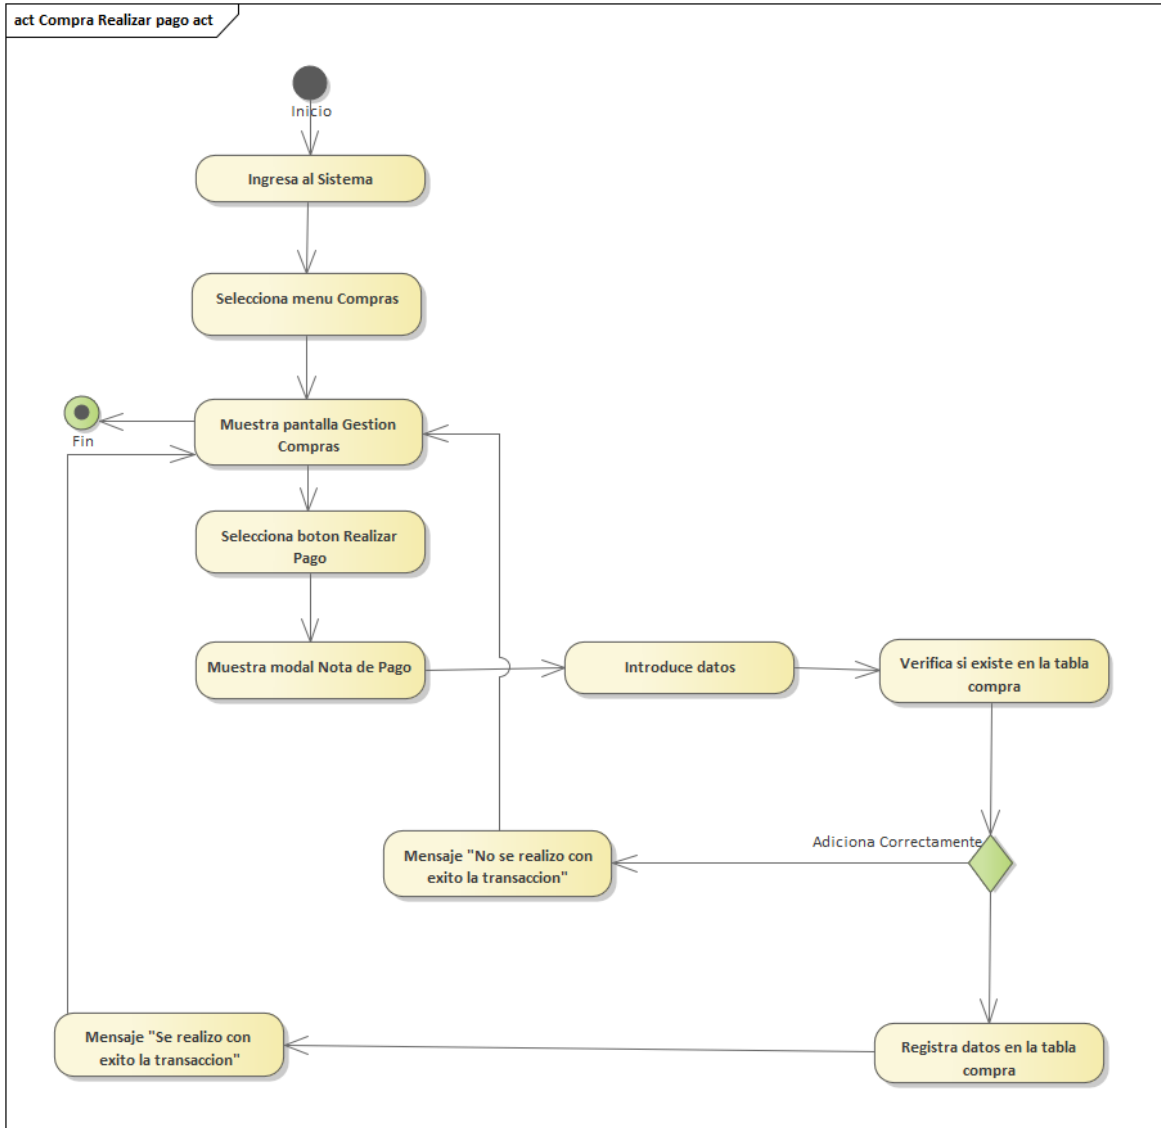 act Compra Realizar pago act
Inicio
Ingresa al Sistema
Selecciona menu Compras
Muestra pantalla Gestion
Compras
Fin
Selecciona boton Realizar
Pago
Muestra modal Nota de Pago
Introduce datos
Verifica si existe en la tabla
compra
Adiciona Correctamente
Mensaje "No se realizo con
exito la transaccion"
Registra datos en la tabla
compra
Mensaje "Se realizo con
exito la transaccion"